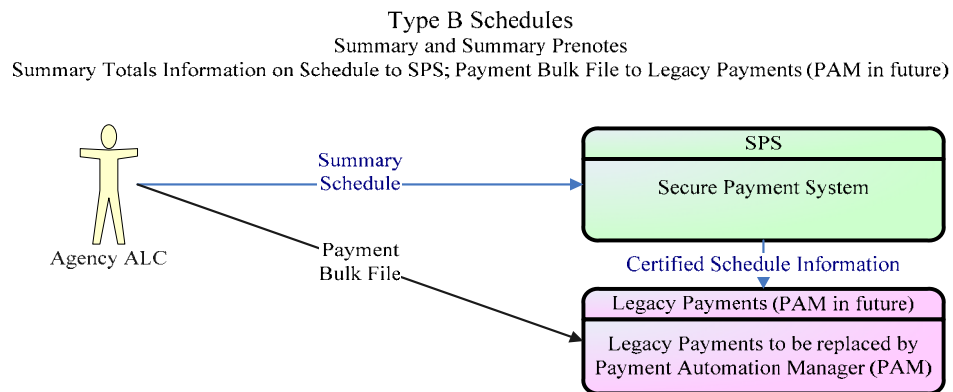 Type B Schedules
Summary and Summary Prenotes
Summary Totals Information on Schedule to SPS; Payment Bulk File to Legacy Payments (PAM in future)
SPS
Secure Payment System
Summary
Schedule
Agency ALC
Payment
Bulk File
Certified Schedule Information
Legacy Payments (PAM in future)
Legacy Payments to be replaced by
Payment Automation Manager (PAM)